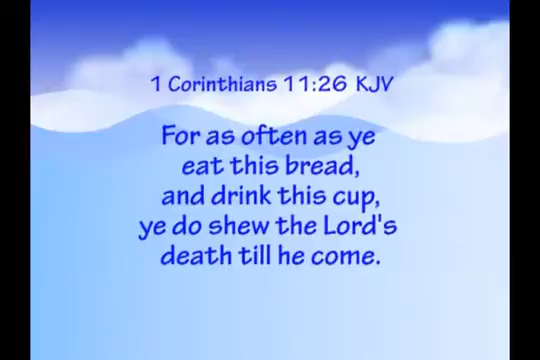 1 Corinthians 11:26 KJV
For as often as ye
eat this bread,
and drink this cup,
ye do shew the Lord's
death till he come.